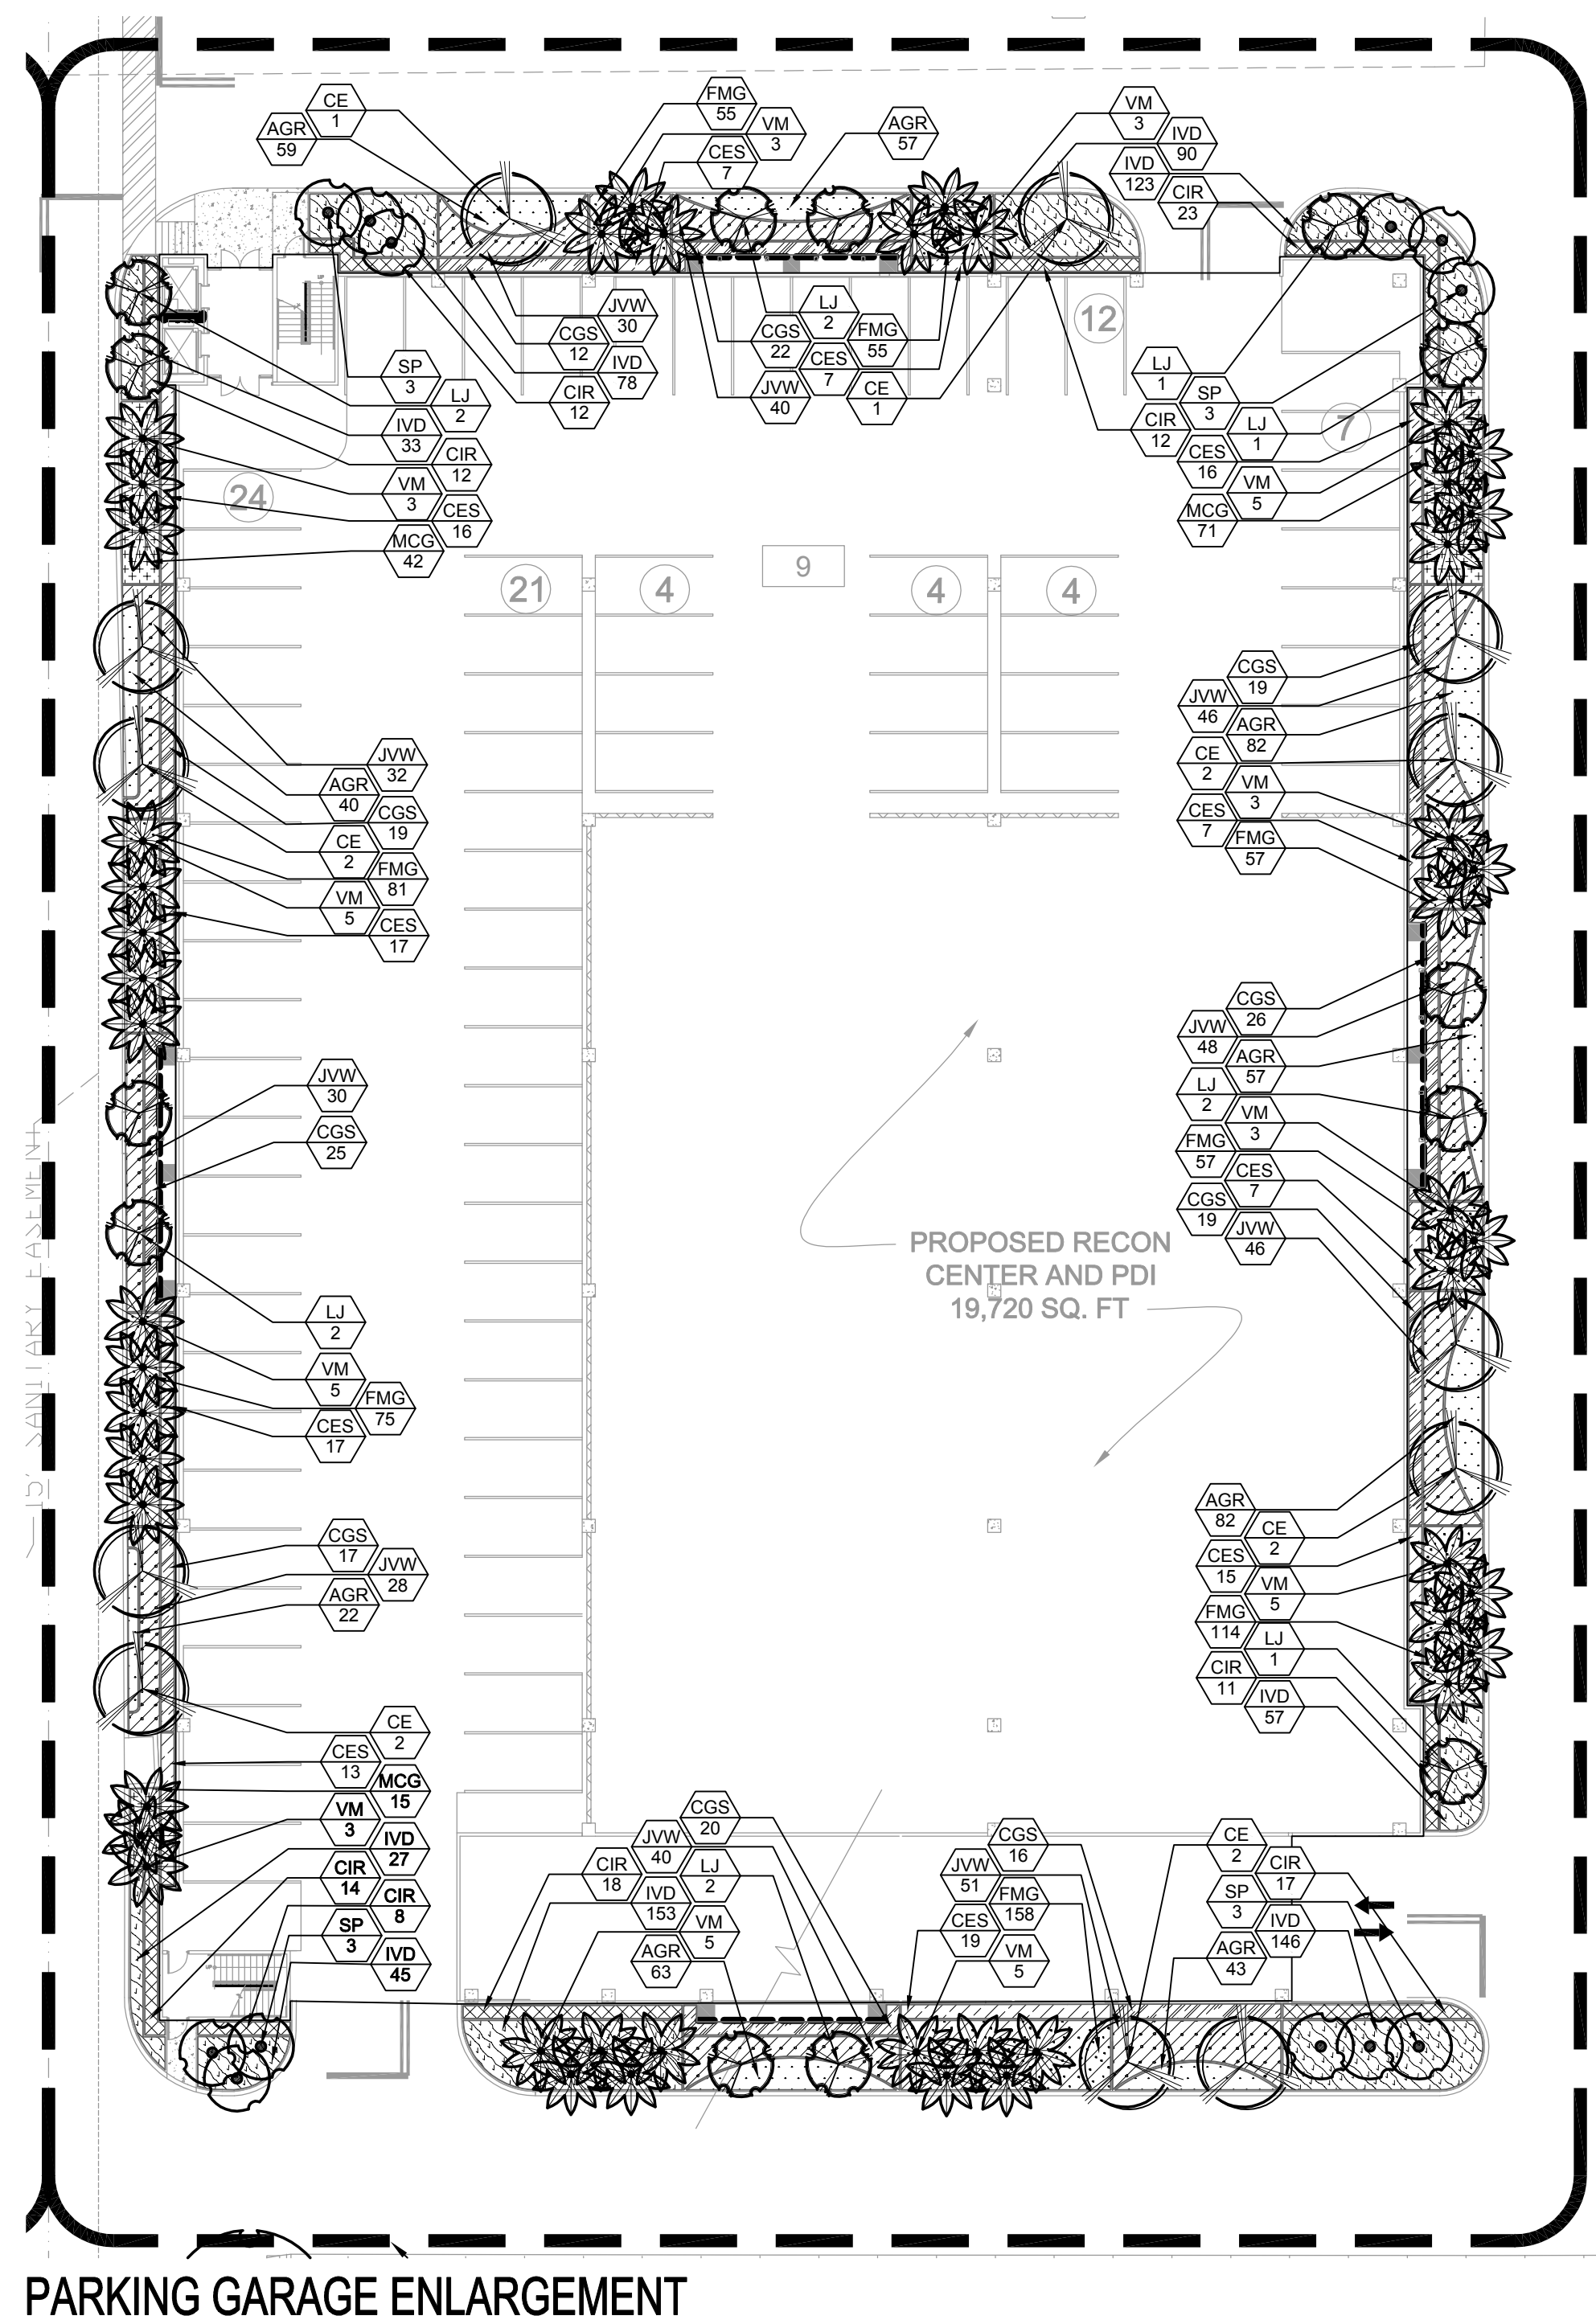 CE
1
AGR
59
FMG
55
VM
3
CES
7
AGR
57
VM
3
IVD
90
IVD
123
CIR
23
JVW
30
CGS
12
IVD
78
CIR
12
LJ
2
CGS
22
FMG
55
CES
7
JVW
40
CE
1
12
SP
3
LJ
2
IVD
33
CIR
12
VM
3
CES
16
MCG
42
LJ
1
SP
3
CIR
12
LJ
1
CES
16
VM
5
MCG
71
7
24
21
4
9
4
4
CGS
19
JVW
46
AGR
82
CE
2
VM
3
CES
7
FMG
57
JVW
32
AGR
40
CGS
19
CE
2
FMG
81
VM
5
CES
17
CGS
26
JVW
48
AGR
57
LJ
2
VM
3
FMG
57
CES
7
CGS
19
JVW
46
JVW
30
CGS
25
15' SANITARY EASEMENT
PROPOSED RECON
CENTER AND PDI
19,720 SQ. FT
LJ
2
VM
5
FMG
75
CES
17
CGS
17
JVW
28
AGR
22
AGR
82
CE
2
CES
15
VM
5
FMG
114
LJ
1
CIR
11
IVD
57
CE
2
CES
13
MCG
15
VM
3
IVD
27
CIR
14
CIR
8
SP
3
IVD
45
CGS
20
JVW
40
CIR
18
LJ
2
IVD
153
VM
5
AGR
63
CGS
16
JVW
51
FMG
158
CES
19
VM
5
CE
2
CIR
17
SP
3
IVD
146
AGR
43
PARKING GARAGE ENLARGEMENT